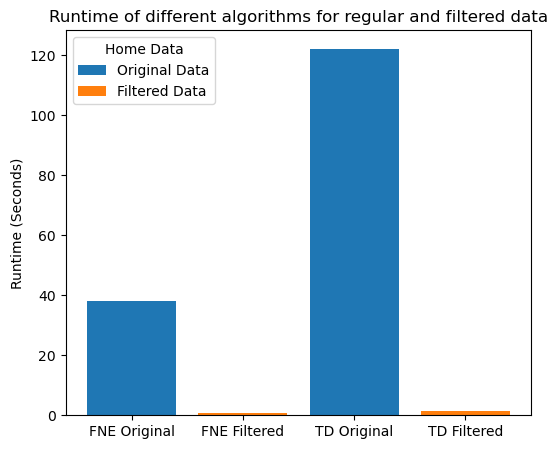 Runtime of different algorithms for regular and filtered data
Home Data
Original Data
Filtered Data
Runtime (Seconds)
120
100
80
60
40
20
0
FNE Original FNE Filtered TD Original TD Filtered